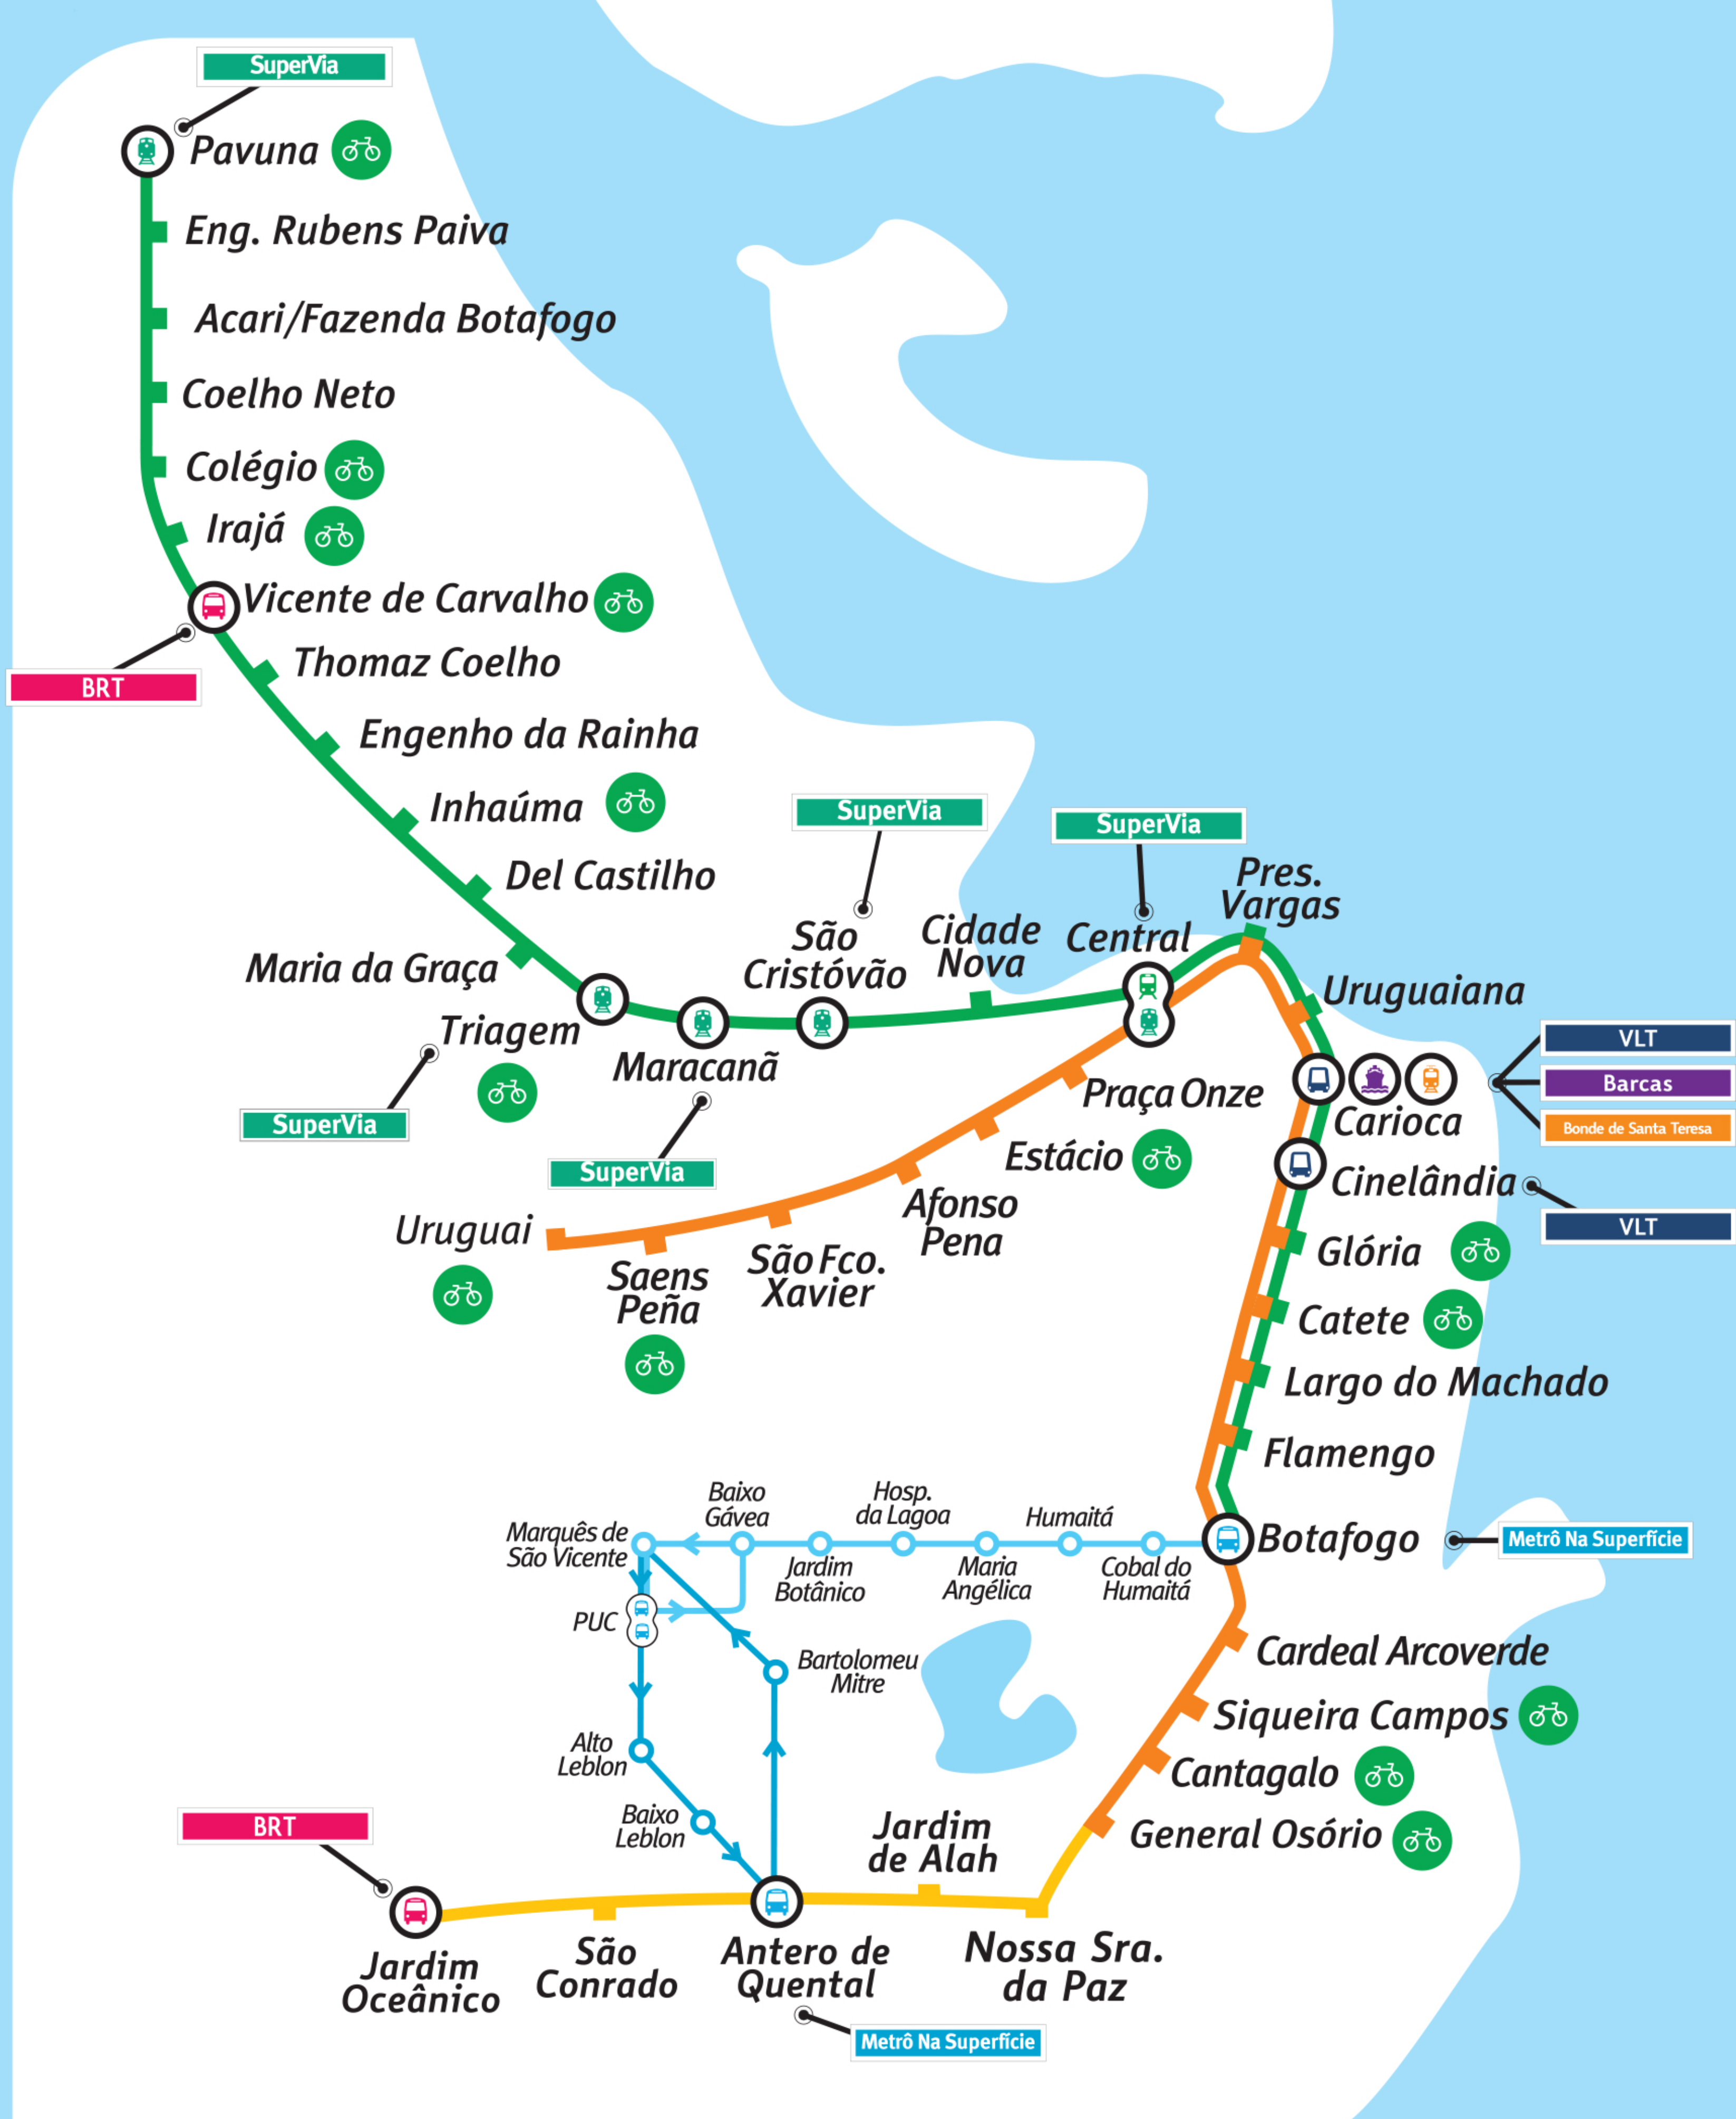 SuperVia
Pavuna
Eng. Rubens Paiva
Acari/Fazenda Botafogo
Coelho Neto
Colégio
Irajá
Vicente de Carvalho
BRT
Thomaz Coelho
Engenho da Rainha
Inhaúma
Del Castilho
Maria da Graça
Triagem
SuperVia
Maracanã
SuperVia
SuperVia
São
Cristóvão
Cidade
Nova
SuperVia
Central
Pres.
Vargas
Uruguaiana
VLT
Barcas
Bonde de Santa Teresa
Carioca
Cinelândia
VLT
Praça Onze
Estácio
Afonso
Pena
São Fco.
Xavier
Saens
Peña
Uruguai
Glória
Catete
Largo do Machado
Flamengo
Botafogo
Metrô Na Superfície
Cobal do
Humaitá
Humaitá
Maria
Angélica
Hosp.
da Lagoa
Jardim
Botânico
Baixo
Gávea
Marquês de
São Vicente
PUC
Bartolomeu
Mitre
Alto
Leblon
Baixo
Leblon
Cardeal Arcoverde
Siqueira Campos
Cantagalo
General Osório
Jardim
de Alah
Nossa Sra.
da Paz
Antero de
Quental
Metrô Na Superfície
São
Conrado
BRT
Jardim
Oceânico